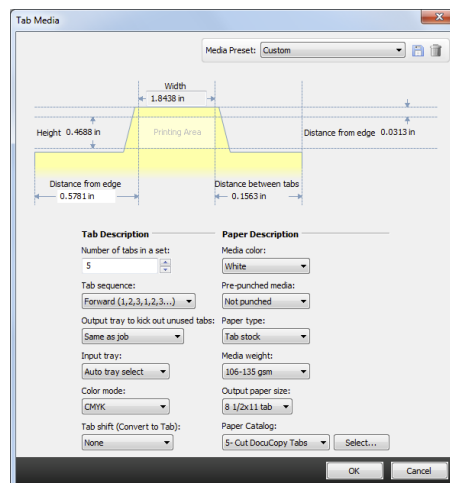 Tab Media
Media Preset: Custom
Width
1.8438 in
Height 0.4688 in
Printing Area
Distance from edge 0.0313 in
Distance from edge
0.5781 in
Distance between tabs
0.1563 in
Tab Description
Paper Description
Number of tabs in a set:
Media color:
5
White
Tab sequence:
Pre-punched media:
Forward (1,2,3,1,2,3...)
Not punched
Output tray to kick out unused tabs:
Paper type:
Same as job
Tab stock
Input tray:
Media weight:
Auto tray select
106-135 gsm
Color mode:
Output paper size:
CMYK
8 1/2x11 tab
Tab shift (Convert to Tab):
Paper Catalog:
None
5- Cut DocuCopy Tabs
Select...
OK
Cancel